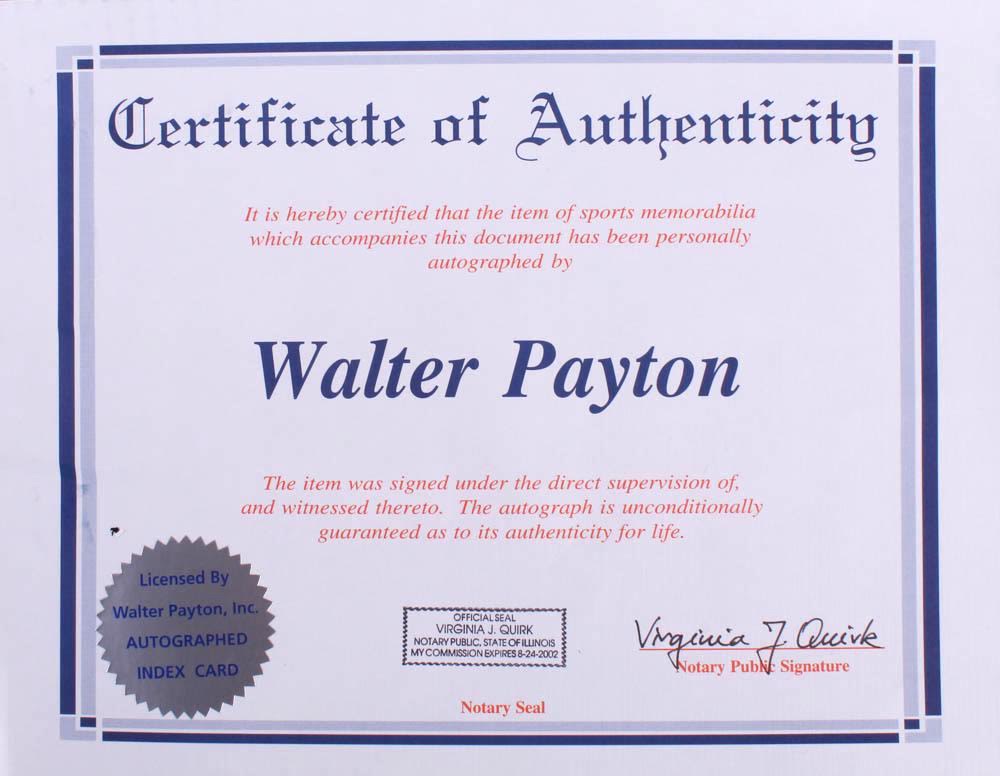 Certificate of Authenticity
It is hereby certified that the item of sports memorabilia
which accompanies this document has been personally
autographed by
Walter Payton
The item was signed under the direct supervision of,
and witnessed thereto. The autograph is unconditionally
guaranteed as to its authenticity for life.
Licensed By
Walter Payton, Inc.
AUTOGRAPHED
INDEX CARD
OFFICIAL SEAL
VIRGINIA J. QUIRK
NOTARY PUBLIC, STATE OF ILLINOIS
MY COMMISSION EXPIRES 8-24-2002
Notary Seal
Virginia J. Quirk
Notary Public Signature